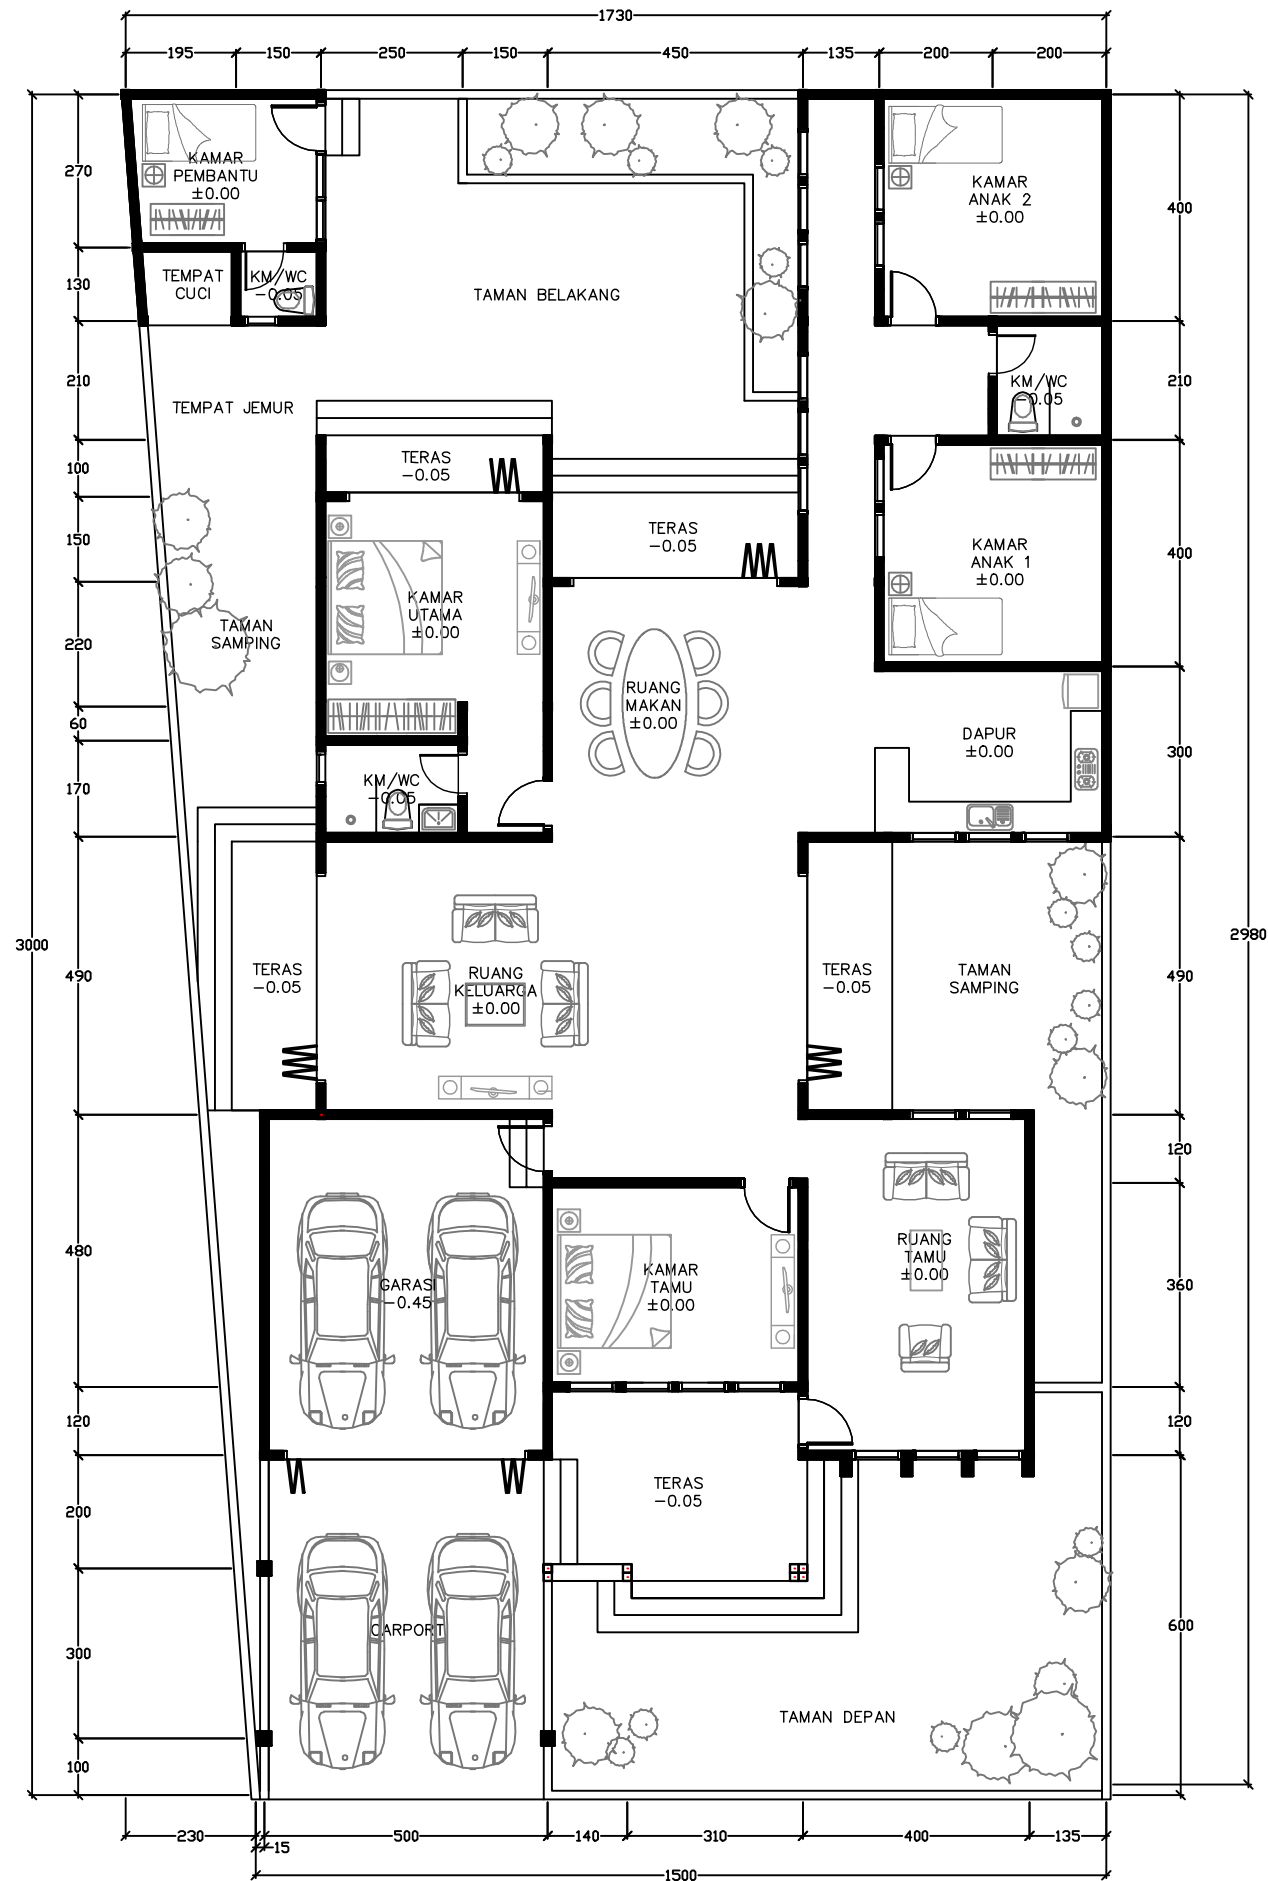 1730
195
150
250
150
450
135
200
200
270
130
210
100
150
220
60
170
490
480
120
200
300
100
3000
KAMAR
PEMBANTU
±0.00
TEMPAT
CUCI
KM/WC
-0.05
TAMAN BELAKANG
TEMPAT JEMUR
KAMAR
ANAK 2
±0.00
KM/WC
-0.05
TERAS
-0.05
TERAS
-0.05
KAMAR
ANAK 1
±0.00
KAMAR
UTAMA
±0.00
TAMAN
SAMPING
RUANG
MAKAN
±0.00
DAPUR
±0.00
KM/WC
-0.05
TERAS
-0.05
RUANG
KELUARGA
±0.00
TERAS
-0.05
TAMAN
SAMPING
GARASI
-0.45
KAMAR
TAMU
±0.00
RUANG
TAMU
±0.00
TERAS
-0.05
CARPORT
TAMAN DEPAN
400
210
400
300
490
120
360
120
600
2980
230
15
500
140
310
400
135
1500